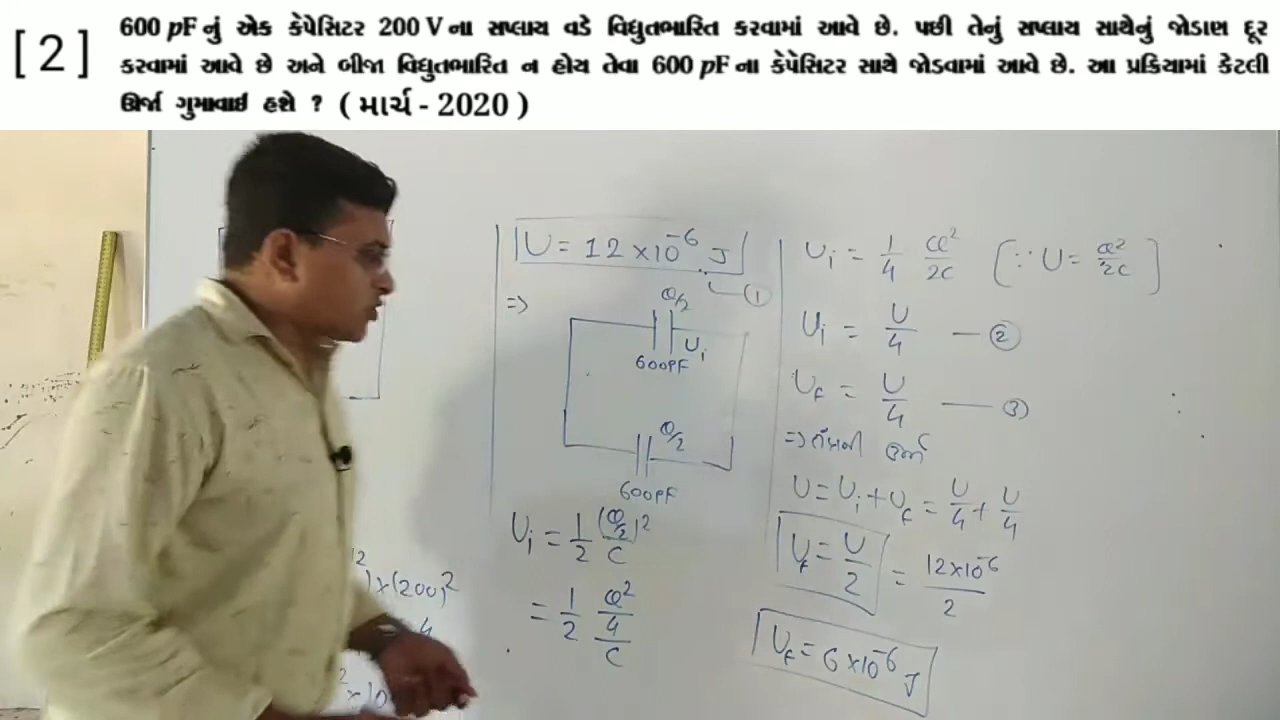 [2] 600 pF નું એક કેપેસિટર 200 V ના સપ્લાય વડે વિદ્યુતભારિત કરવામાં આવે છે. પછી તેનું સપ્લાય સાથેનું જોડાણ દૂર
કરવામાં આવે છે અને બીજા વિદ્યુતભારિત ન હોય તેવા 600 pF ના કેપેસિટર સાથે જોડવામાં આવે છે. આ પ્રક્રિયામાં કેટલી
ઊર્જા ગુમાવાઈ હશે ? ( માર્ચ - 2020 )
)×(200)²
4
U = 12 ×10⁻⁶ J
①
=>
Q/2
U₁
600PF
Q/2
600PF
Uᵢ = 1/2 (Q/2)²/C
= 1/2 Q²/4/C
Uᵢ = 1/4 Q²/2C (∵ U = Q²/2C)
Uᵢ = U/4 — ②
U_f = U/4 — ③
=>
U = Uᵢ + U_f = U/4 + U/4
U_f = U/2 = 12×10⁻⁶/2
U_f = 6 ×10⁻⁶ J